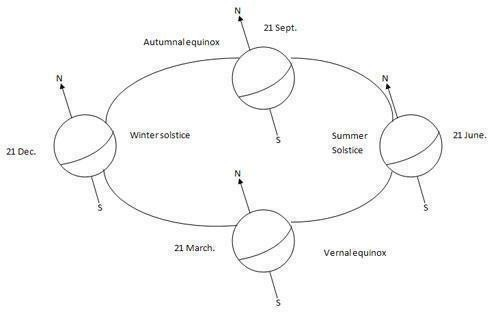 N
21 Sept.
Autumnal equinox
S
N
21 Dec.
Winter solstice
S
N
Summer
Solstice
21 June.
S
N
21 March.
Vernal equinox
S